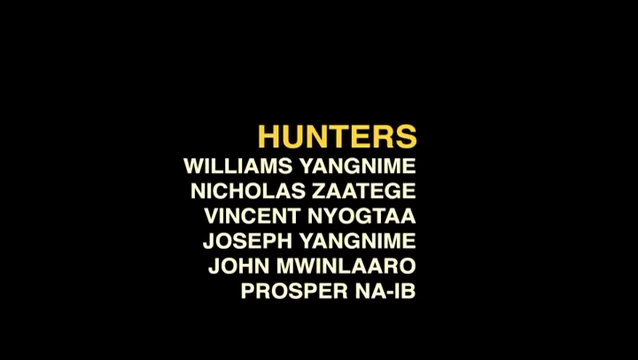 HUNTERS
WILLIAMS YANGNIME
NICHOLAS ZAATEGE
VINCENT NYOGTAA
JOSEPH YANGNIME
JOHN MWINLAARO
PROSPER NA-IB